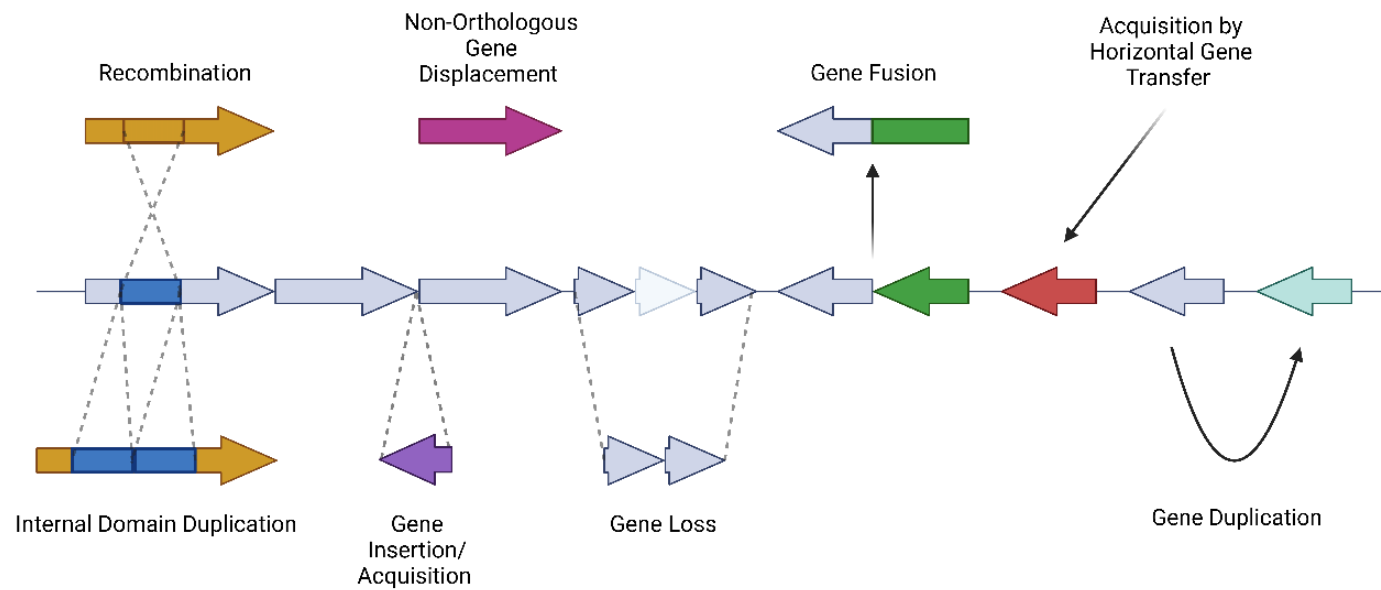 Recombination
Non-Orthologous
Gene
Displacement
Gene Fusion
Acquisition by
Horizontal Gene
Transfer
Internal Domain Duplication
Gene
Insertion/
Acquisition
Gene Loss
Gene Duplication